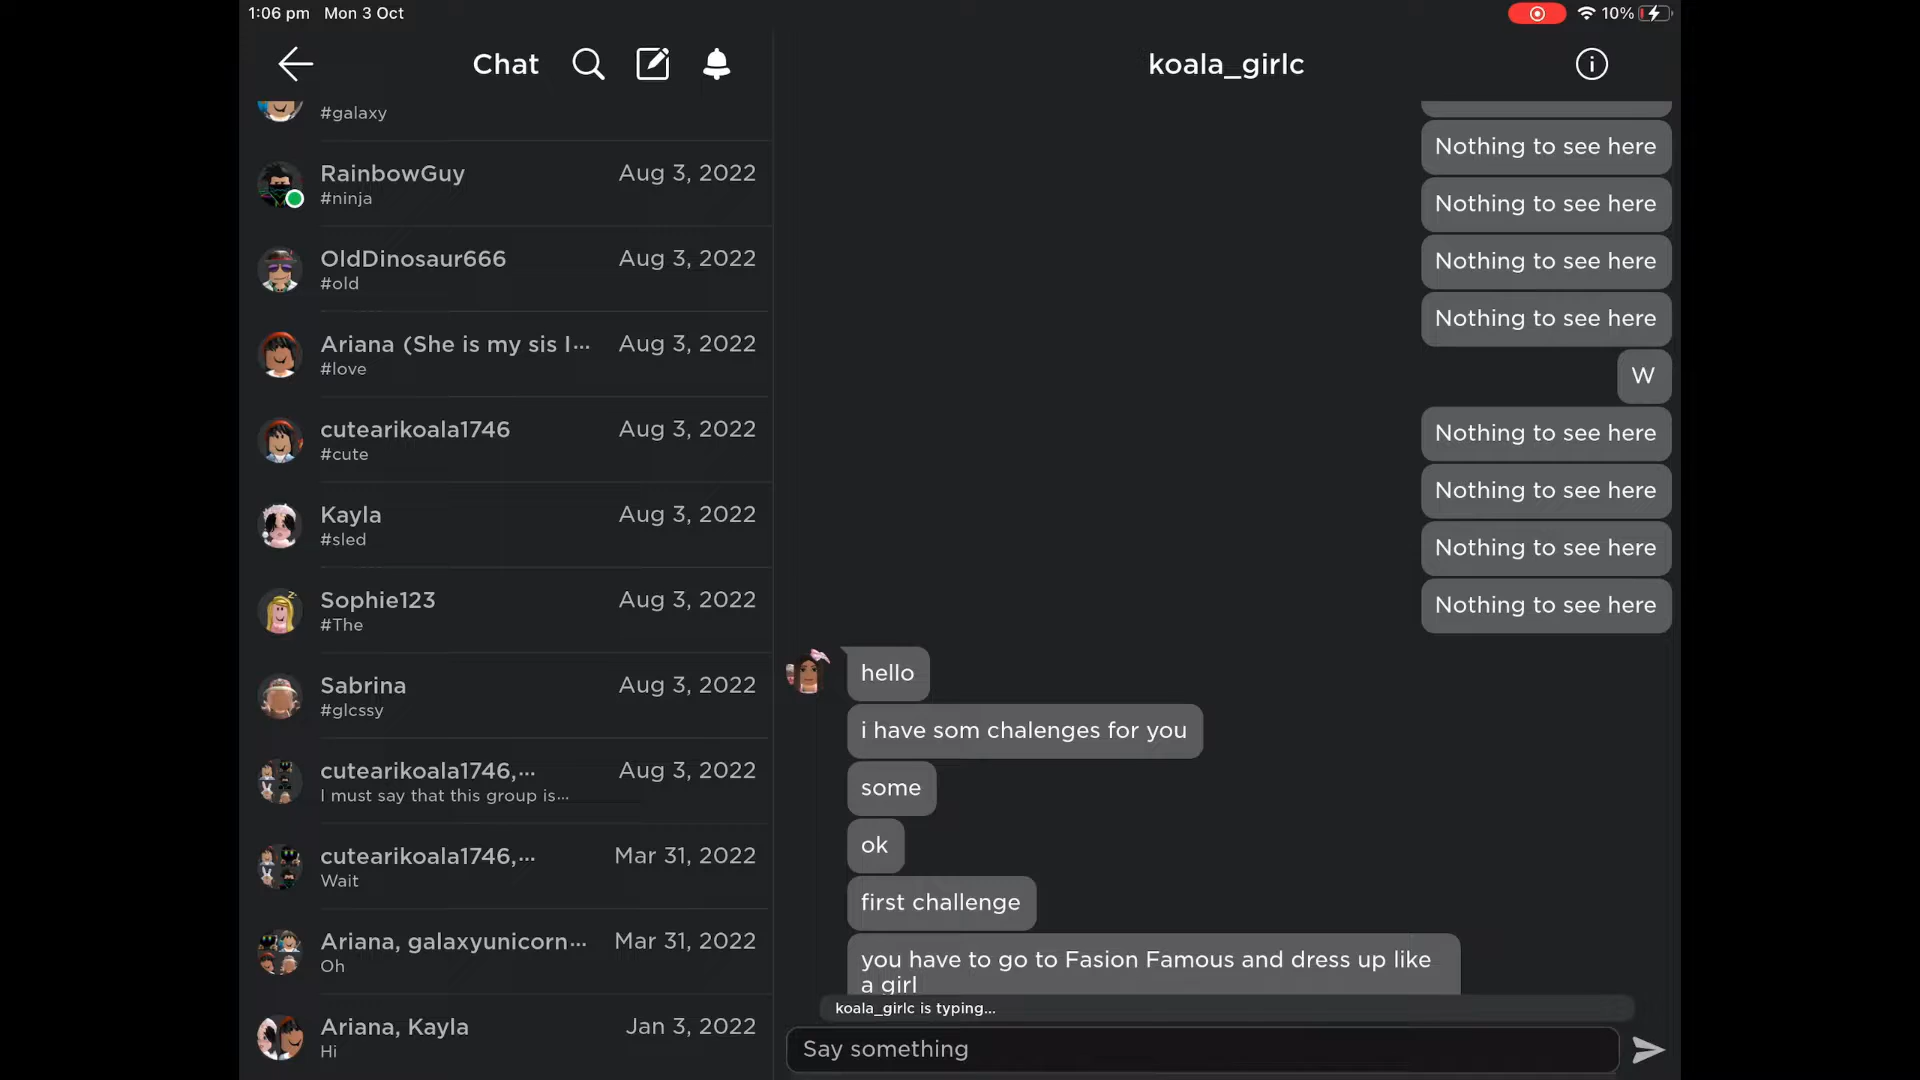 1:06 pm Mon 3 Oct
10%
Chat
#galaxy
RainbowGuy Aug 3, 2022
#ninja
OldDinosaur666 Aug 3, 2022
#old
Ariana (She is my sis I... Aug 3, 2022
#love
cutearikoala1746 Aug 3, 2022
#cute
Kayla Aug 3, 2022
#sled
Sophie123 Aug 3, 2022
#The
Sabrina Aug 3, 2022
#glcssy
cutearikoala1746,... Aug 3, 2022
I must say that this group is...
cutearikoala1746,... Mar 31, 2022
Wait
Ariana, galaxyunicorn... Mar 31, 2022
Oh
Ariana, Kayla Jan 3, 2022
Hi
koala_girlc
Nothing to see here
Nothing to see here
Nothing to see here
Nothing to see here
W
Nothing to see here
Nothing to see here
Nothing to see here
Nothing to see here
hello
i have som chalenges for you
some
ok
first challenge
you have to go to Fasion Famous and dress up like
a girl
koala_girlc is typing...
Say something